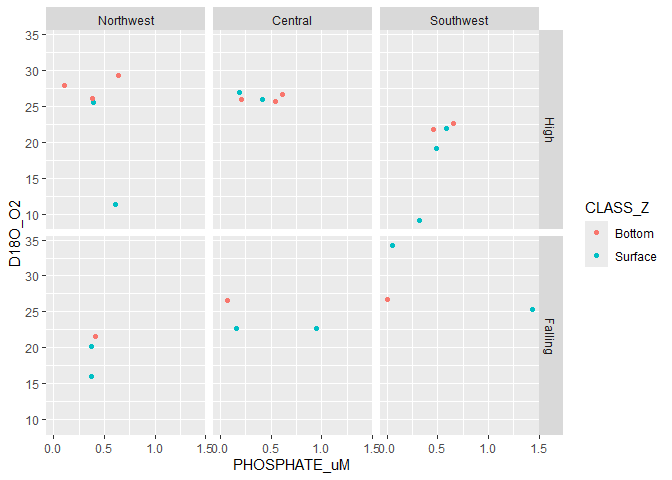 Northwest Central Southwest
35
30
25
20
15
10
High
35
30
25
20
15
10
Falling
D18O_O2
0.0 0.5 1.0 1.5 0.0 0.5 1.0 1.5 0.0 0.5 1.0 1.5
PHOSPHATE_uM
CLASS_Z
Bottom
Surface